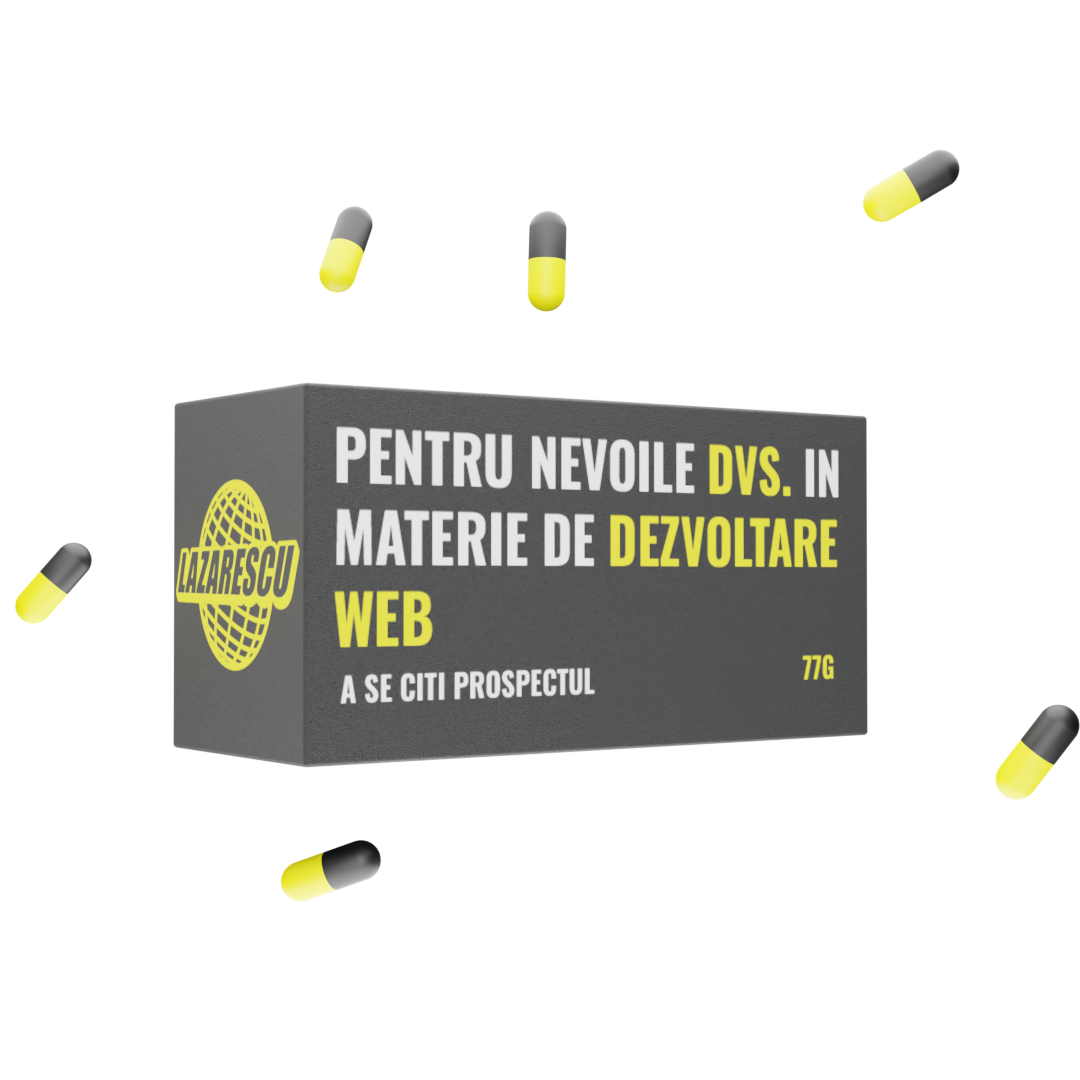 LAZARESCU
PENTRU NEVOILE DVS. IN
MATERIE DE DEZVOLTARE
WEB
A SE CITI PROSPECTUL
77G